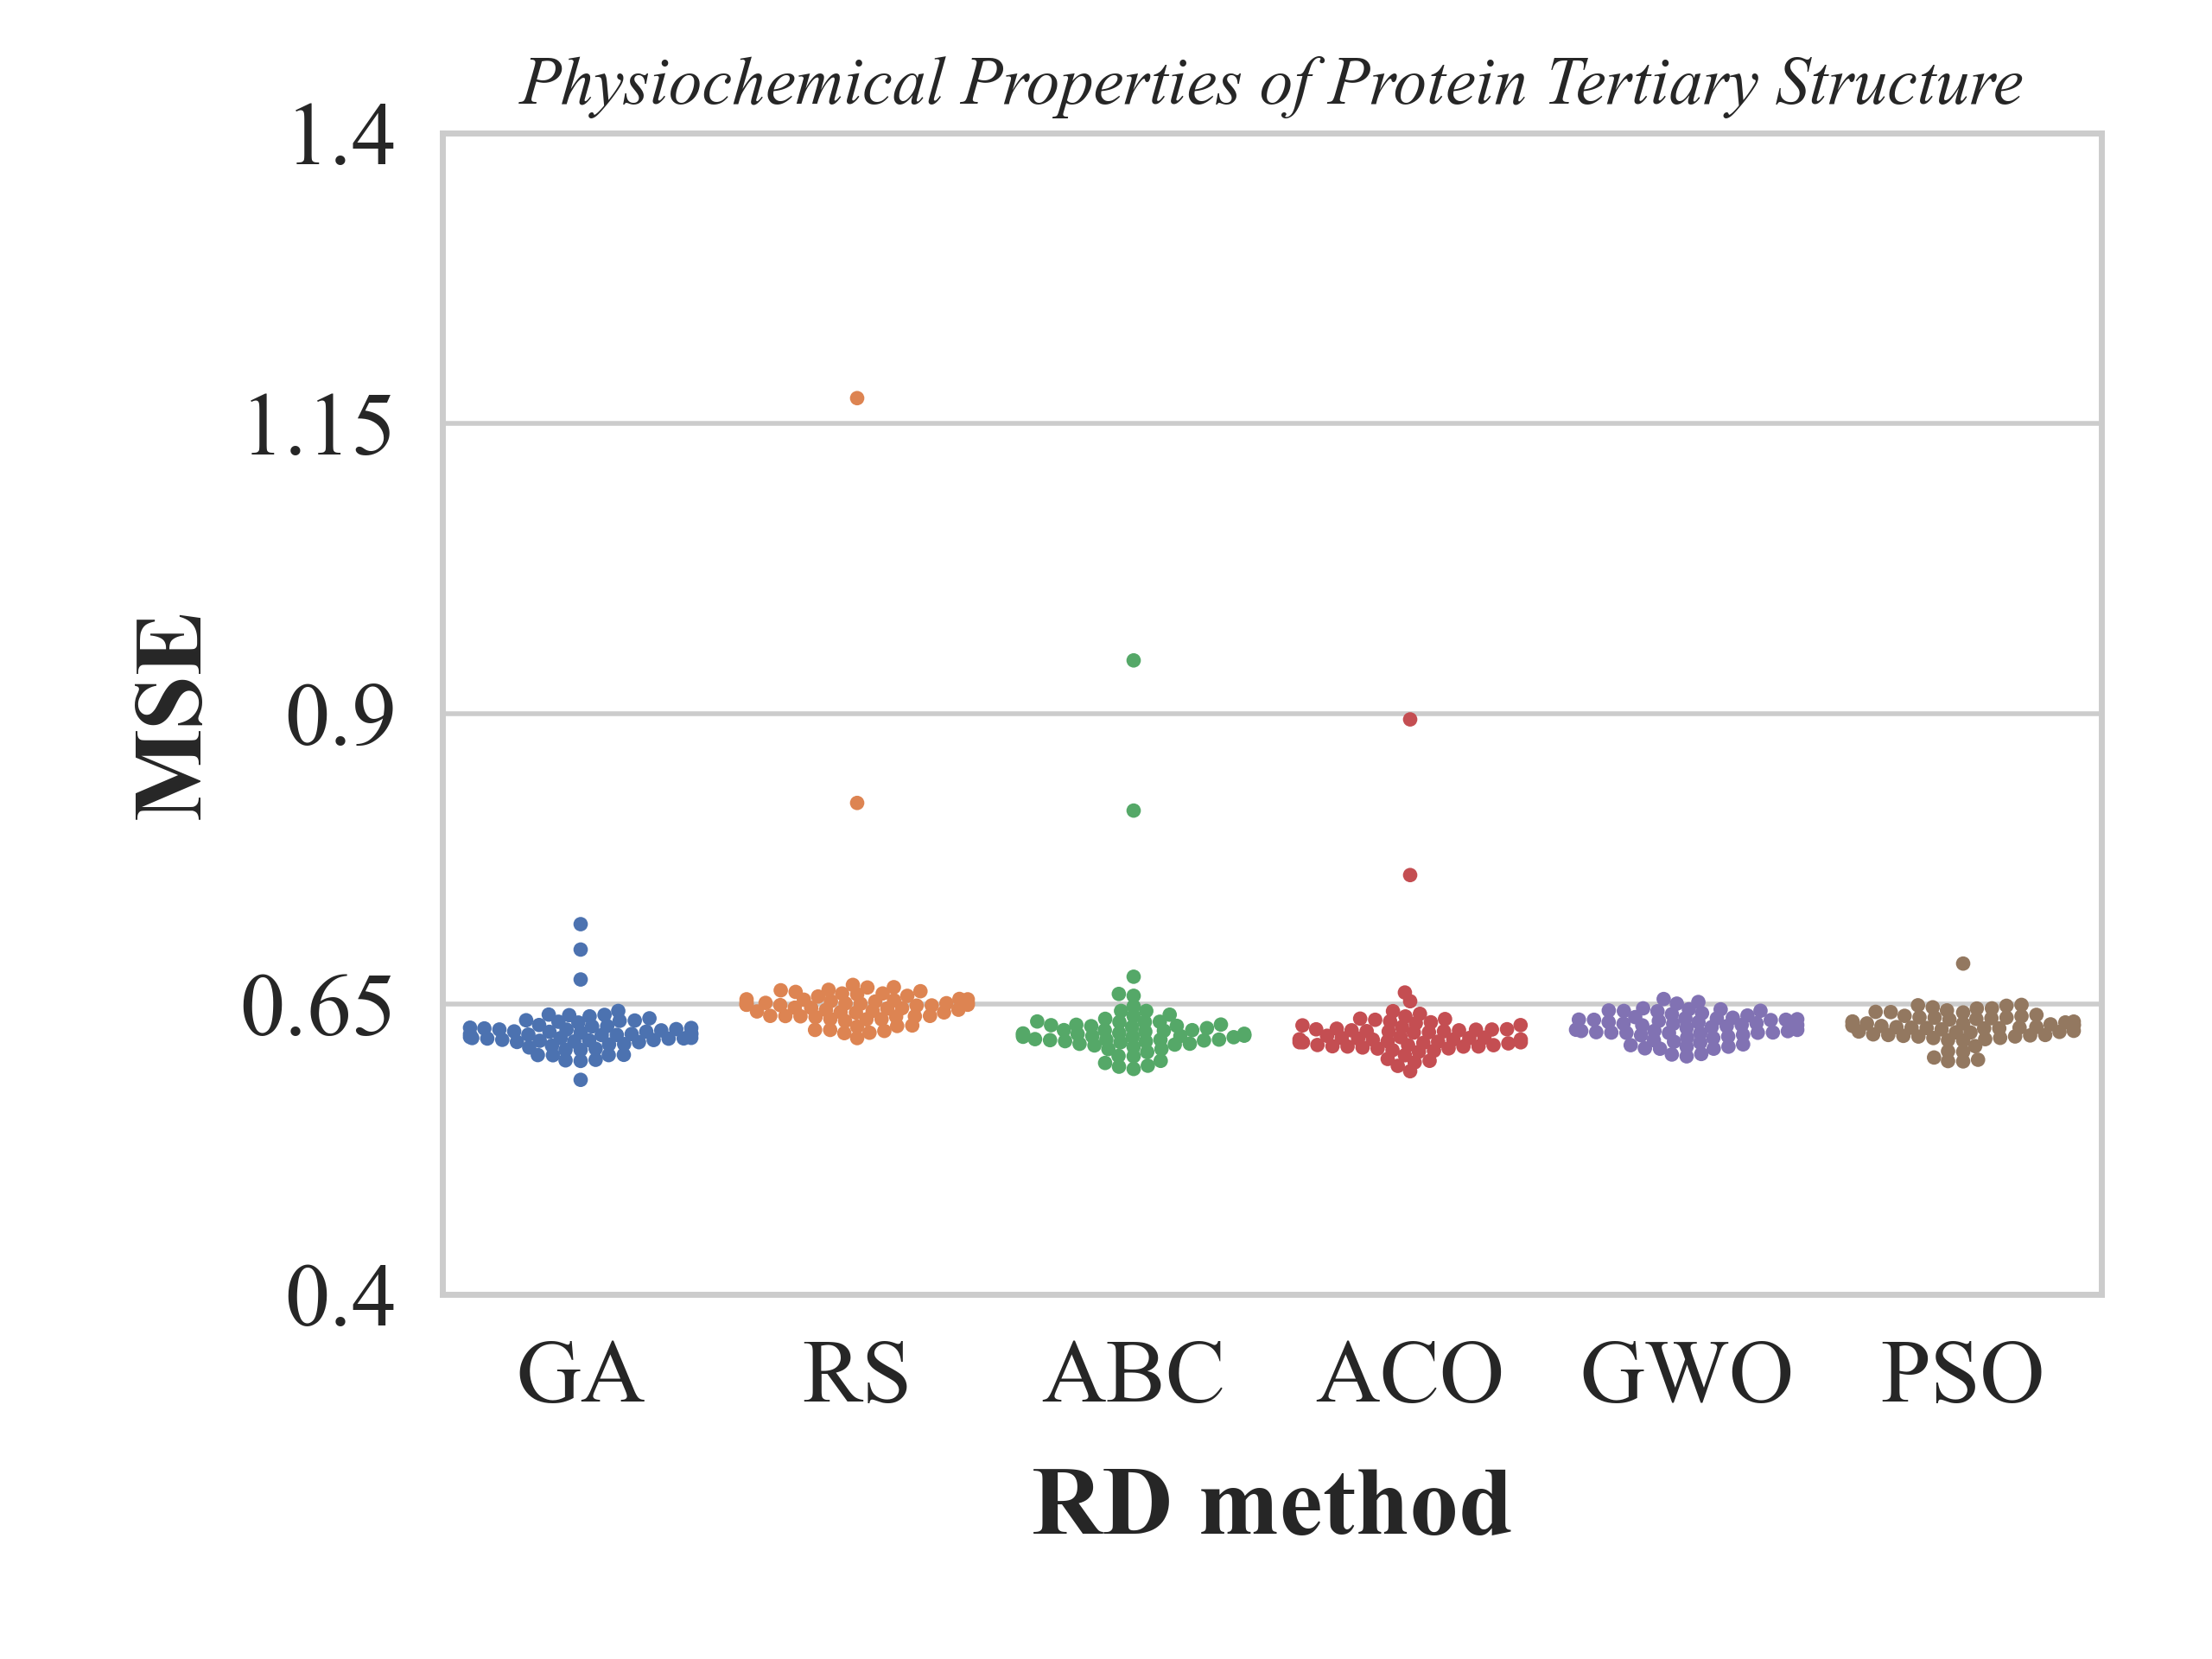 Physiochemical Properties of Protein Tertiary Structure
1.4
1.15
0.9
0.65
0.4
MSE
GA RS ABC ACO GWO PSO
RD method